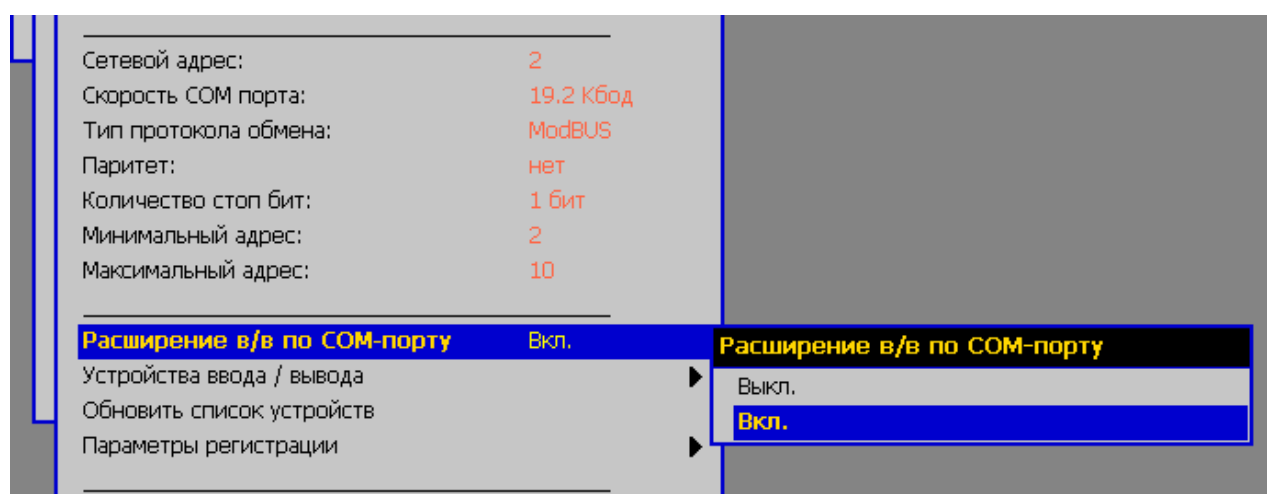 Сетевой адрес: 2
Скорость COM порта: 19.2 Кбод
Тип протокола обмена: ModBUS
Паритет: нет
Количество стоп бит: 1 бит
Минимальный адрес: 2
Максимальный адрес: 10
Расширение в/в по COM-порту Вкл.
Расширение в/в по COM-порту
Устройства ввода / вывода
Выкл.
Обновить список устройств
Вкл.
Параметры регистрации